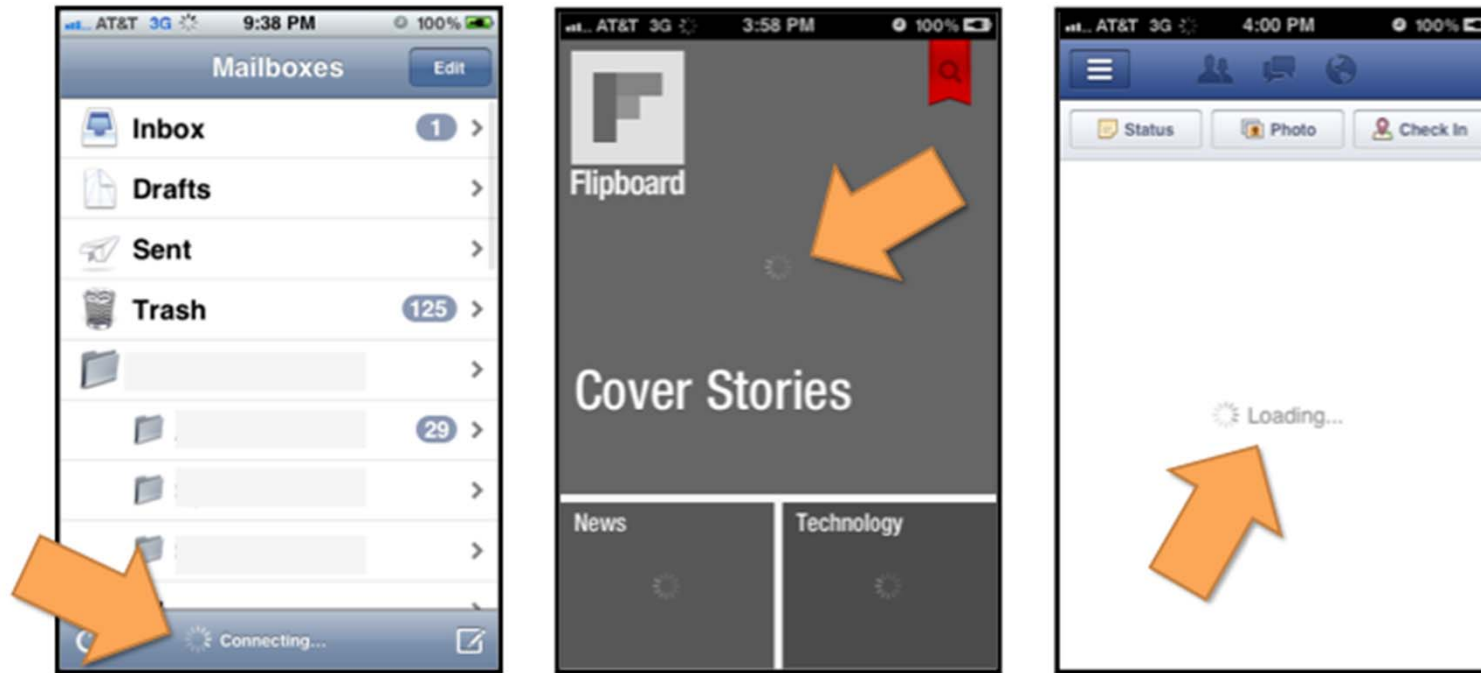 AT&T 3G 9:38 PM 100%
Mailboxes Edit
Inbox 1
Drafts
Sent
Trash 125
29
Connecting...
AT&T 3G 3:58 PM 100%
Flipboard
Cover Stories
News Technology
AT&T 3G 4:00 PM 100%
Status Photo Check In
Loading...